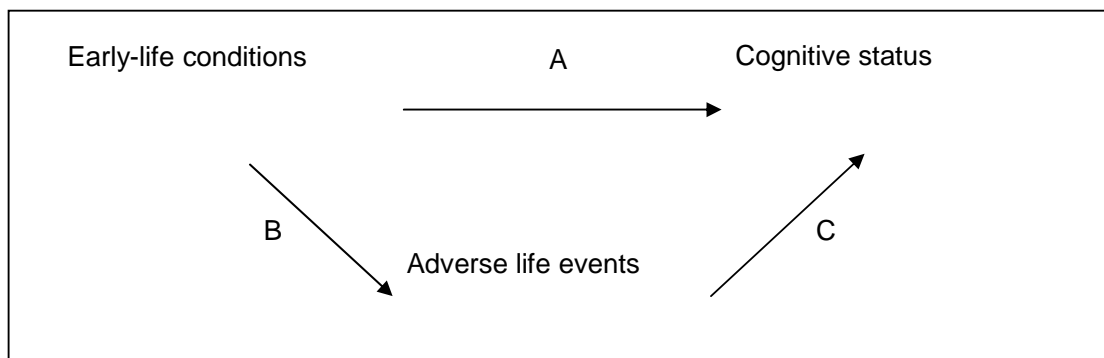 Early-life conditions
A
Cognitive status
B
C
Adverse life events